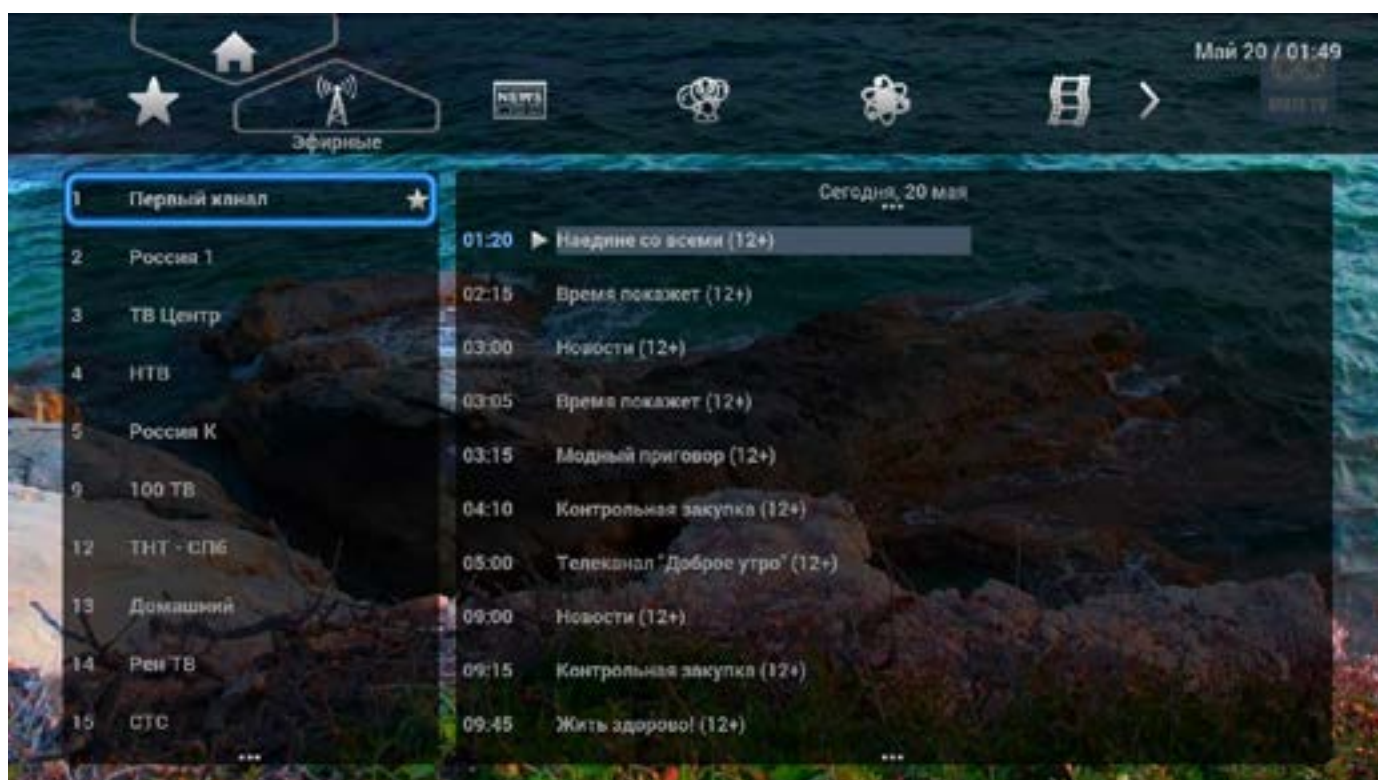 Май 20 / 01:49
NEWS
Эфирные
1 Первый канал
2 Россия 1
3 ТВ Центр
4 НТВ
5 Россия К
9 100 ТВ
12 ТНТ - СПб
13 Домашний
14 Рен ТВ
15 СТС
...
Сегодня, 20 мая
...
01:20 Наедине со всеми (12+)
02:15 Время покажет (12+)
03:00 Новости (12+)
03:05 Время покажет (12+)
03:15 Модный приговор (12+)
04:10 Контрольная закупка (12+)
05:00 Телеканал "Доброе утро" (12+)
09:00 Новости (12+)
09:15 Контрольная закупка (12+)
09:45 Жить здорово! (12+)
...